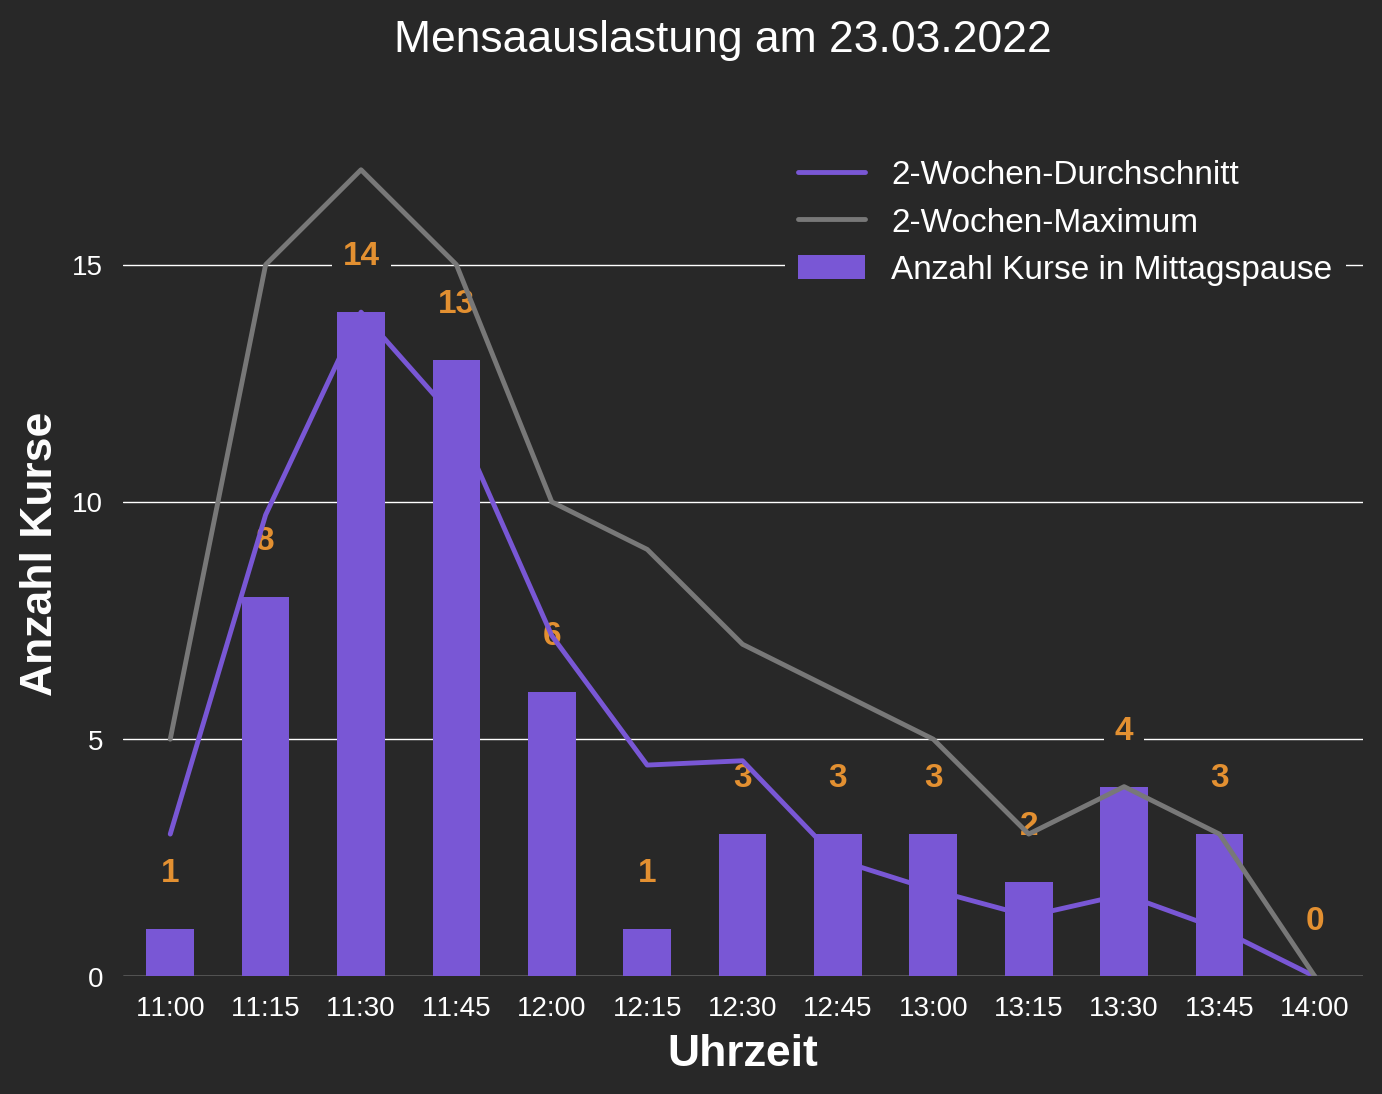 Mensaauslastung am 23.03.2022
2-Wochen-Durchschnitt
2-Wochen-Maximum
Anzahl Kurse in Mittagspause
Anzahl Kurse
15
10
5
0
14
13
8
6
4
3
3
3
3
2
1
1
0
11:00 11:15 11:30 11:45 12:00 12:15 12:30 12:45 13:00 13:15 13:30 13:45 14:00
Uhrzeit